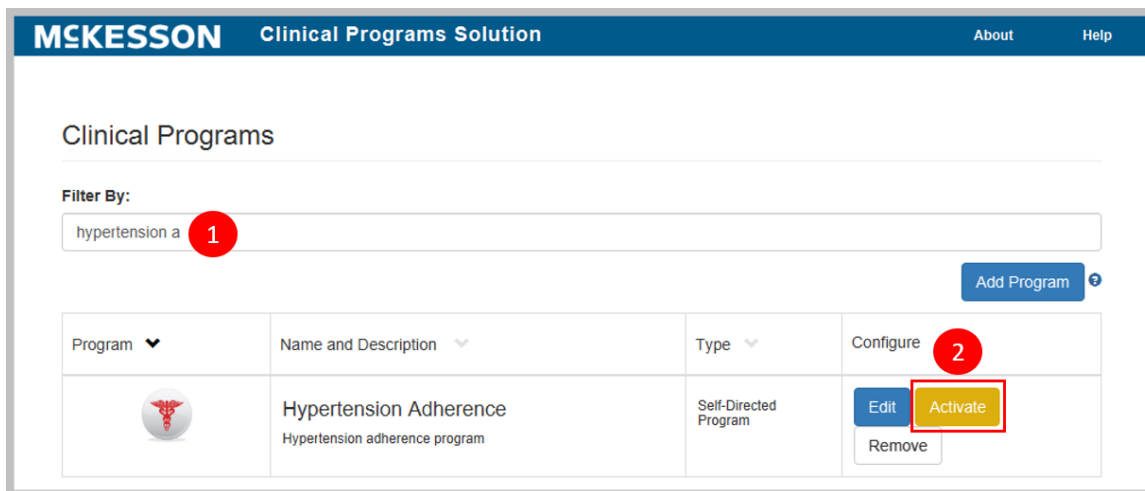 MCKESSON Clinical Programs Solution About Help
Clinical Programs
Filter By:
hypertension a 1
Add Program ?
Program Name and Description Type Configure 2
Hypertension Adherence
Hypertension adherence program
Self-Directed
Program
Edit Activate
Remove